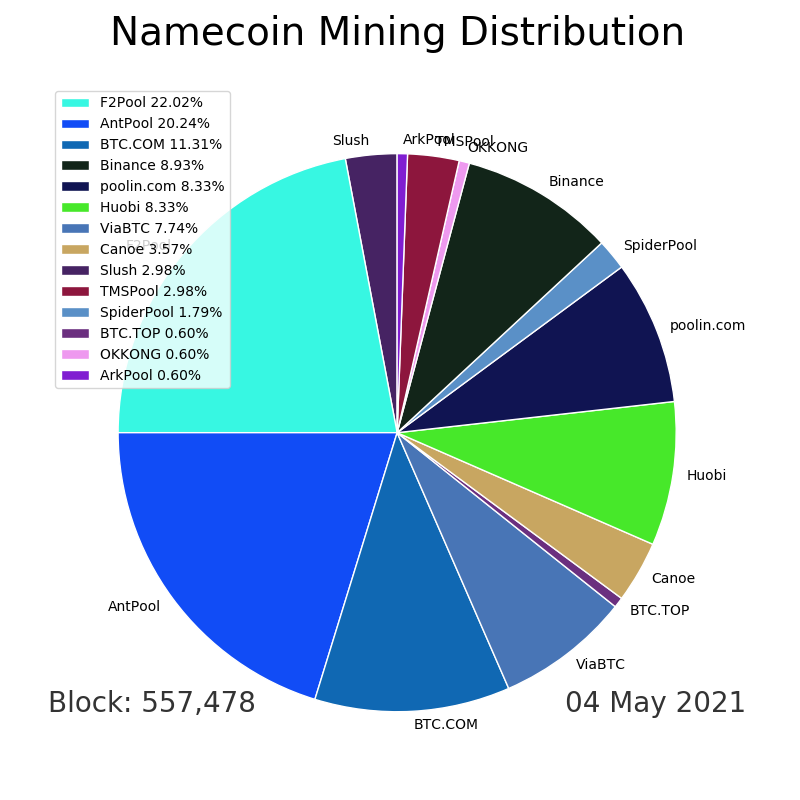 Namecoin Mining Distribution
F2Pool 22.02%
AntPool 20.24%
BTC.COM 11.31%
Binance 8.93%
poolin.com 8.33%
Huobi 8.33%
ViaBTC 7.74%
Canoe 3.57%
Slush 2.98%
TMSPool 2.98%
SpiderPool 1.79%
BTC.TOP 0.60%
OKKONG 0.60%
ArkPool 0.60%
Slush
ArkPool
TMSPool
OKKONG
Binance
SpiderPool
poolin.com
Huobi
Canoe
BTC.TOP
ViaBTC
BTC.COM
AntPool
F2Pool
Block: 557,478
04 May 2021